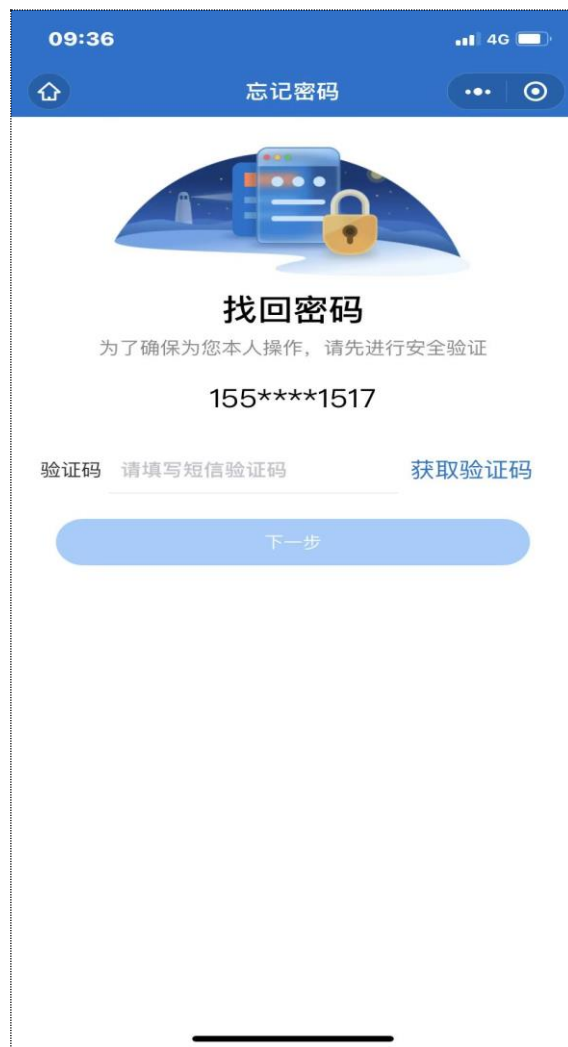 09:36
4G
忘记密码
找回密码
为了确保为您本人操作，请先进行安全验证
155****1517
验证码 请填写短信验证码 获取验证码
下一步